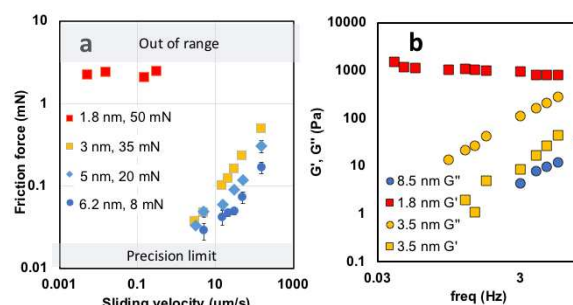 a
Out of range
Friction force (mN)
10
1
0.1
0.01
1.8 nm, 50 mN
3 nm, 35 mN
5 nm, 20 mN
6.2 nm, 8 mN
Precision limit
0.001
0.1
10
1000
Sliding velocity (μm/s)
b
G', G" (Pa)
10000
1000
100
10
1
0.1
8.5 nm G"
1.8 nm G'
3.5 nm G"
3.5 nm G'
0.03
3
freq (Hz)